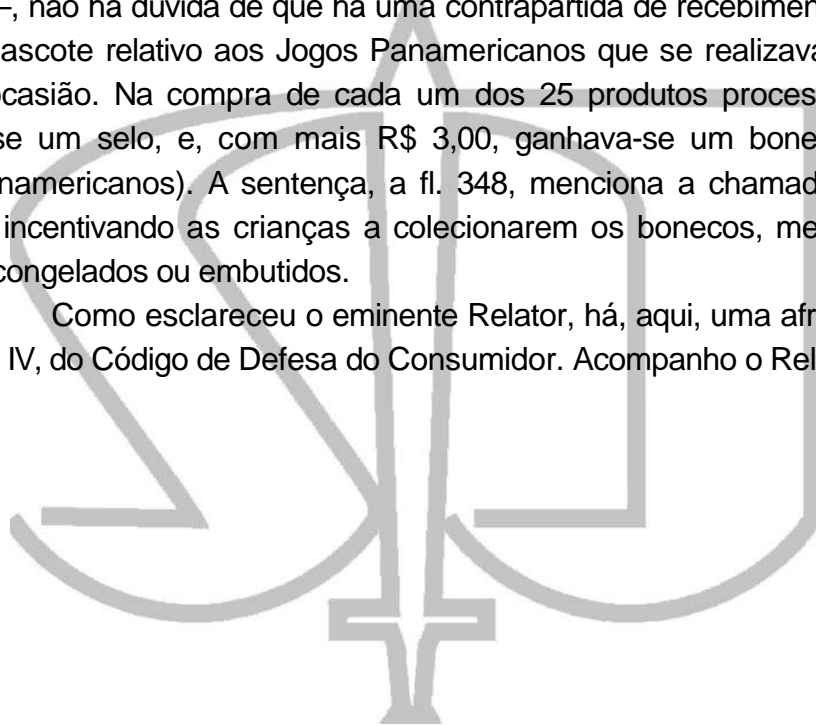 –, não há dúvida de que há uma contrapartida de recebimen
ascote relativo aos Jogos Panamericanos que se realizava
ocasião. Na compra de cada um dos 25 produtos proces
se um selo, e, com mais R$ 3,00, ganhava-se um bone
namericanos). A sentença, a fl. 348, menciona a chamad
incentivando as crianças a colecionarem os bonecos, me
congelados ou embutidos.
Como esclareceu o eminente Relator, há, aqui, uma afr
IV, do Código de Defesa do Consumidor. Acompanho o Rel